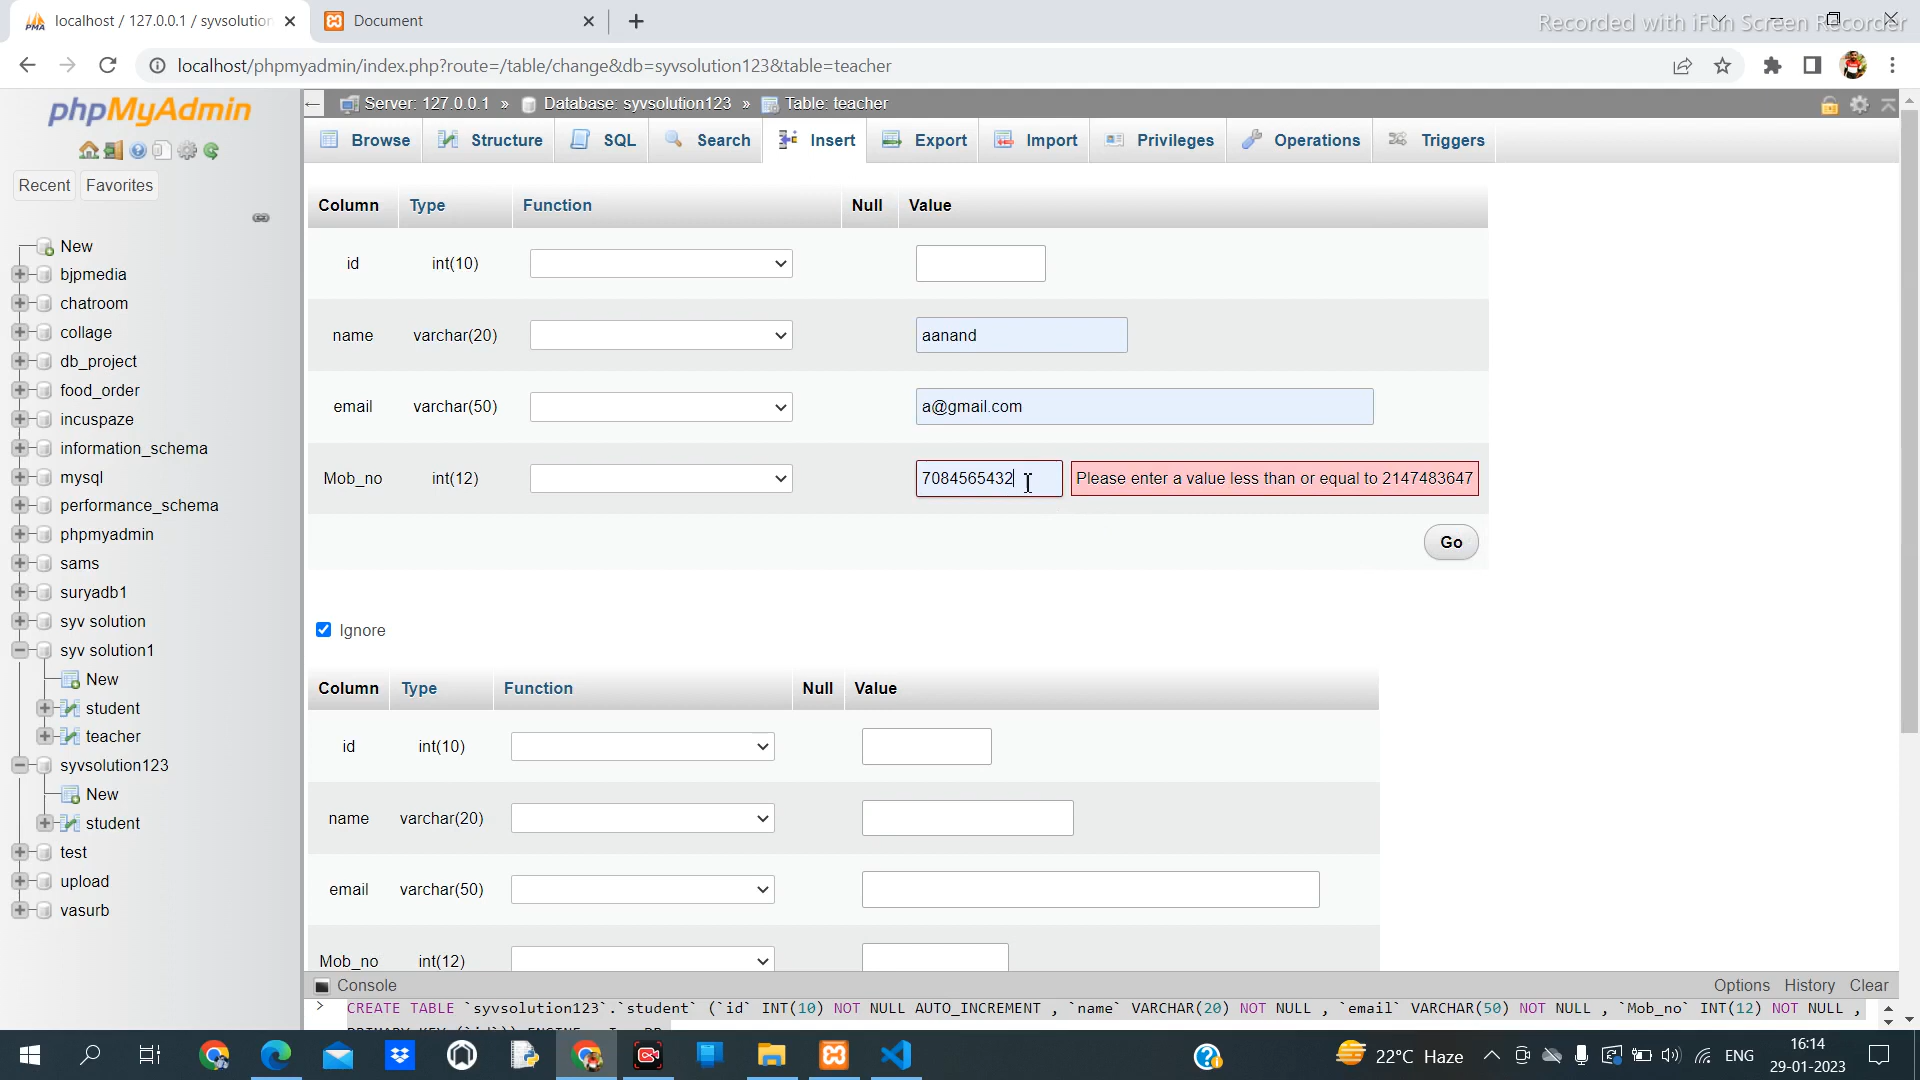 localhost / 127.0.0.1 / syvsolution
Document
Recorded with iFun Screen Recorder
localhost/phpmyadmin/index.php?route=/table/change&db=syvsolution123&table=teacher
phpMyAdmin
Recent
Favorites
New
bjpmedia
chatroom
collage
db_project
food_order
incuspaze
information_schema
mysql
performance_schema
phpmyadmin
sams
suryadb1
syv solution
syv solution1
New
student
teacher
syvsolution123
New
student
test
upload
vasurb
Server: 127.0.0.1 » Database: syvsolution123 » Table: teacher
Browse Structure SQL Search Insert Export Import Privileges Operations Triggers
Column Type Function Null Value
id int(10)
name varchar(20) aanand
email varchar(50) a@gmail.com
Mob_no int(12) 7084565432 Please enter a value less than or equal to 2147483647
Go
Ignore
Column Type Function Null Value
id int(10)
name varchar(20)
email varchar(50)
Mob_no int(12)
Console Options History Clear
> CREATE TABLE `syvsolution123`.`student` (`id` INT(10) NOT NULL AUTO_INCREMENT , `name` VARCHAR(20) NOT NULL , `email` VARCHAR(50) NOT NULL , `Mob_no` INT(12) NOT NULL ,
22°C Haze
ENG
16:14
29-01-2023